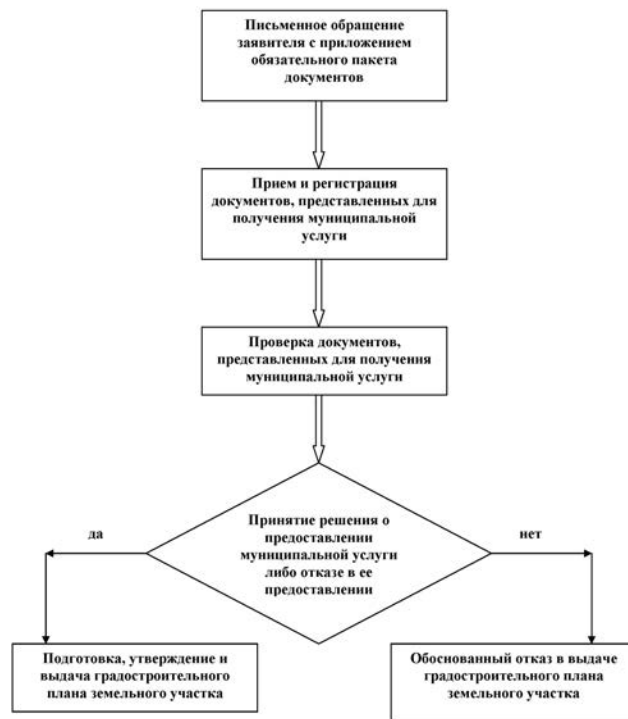 Письменное обращение
заявителя с приложением
обязательного пакета
документов
Прием и регистрация
документов, представленных для
получения муниципальной
услуги
Проверка документов,
представленных для получения
муниципальной услуги
Принятие решения о
предоставлении
муниципальной услуги
либо отказе в ее
предоставлении
да
нет
Подготовка, утверждение и
выдача градостроительного
плана земельного участка
Обоснованный отказ в выдаче
градостроительного плана
земельного участка